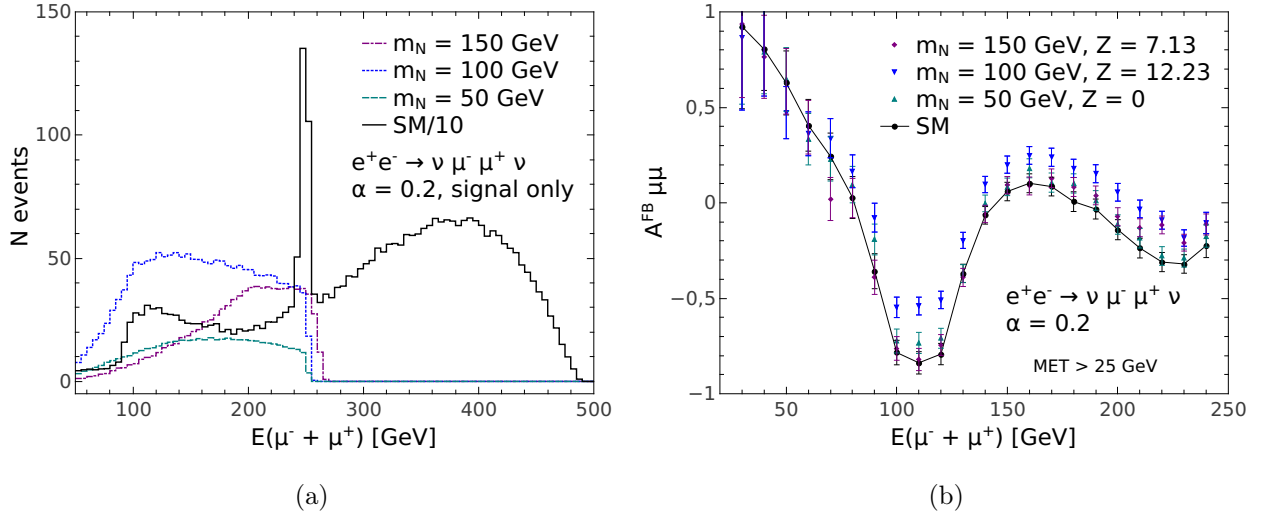 N events
150
100
50
0
m_N = 150 GeV
m_N = 100 GeV
m_N = 50 GeV
SM/10
e⁺e⁻ → ν μ⁻ μ⁺ ν
α = 0.2, signal only
100 200 300 400 500
E(μ⁻ + μ⁺) [GeV]
(a)
A^FB μμ
1
0,5
0
−0,5
−1
m_N = 150 GeV, Z = 7.13
m_N = 100 GeV, Z = 12.23
m_N = 50 GeV, Z = 0
SM
e⁺e⁻ → ν μ⁻ μ⁺ ν
α = 0.2
MET > 25 GeV
50 100 150 200 250
E(μ⁻ + μ⁺) [GeV]
(b)